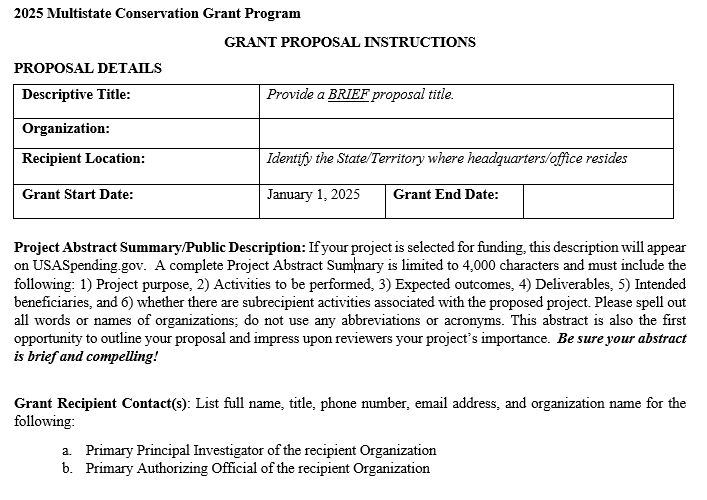 2025 Multistate Conservation Grant Program
GRANT PROPOSAL INSTRUCTIONS
PROPOSAL DETAILS
Descriptive Title: Provide a BRIEF proposal title.
Organization:
Recipient Location: Identify the State/Territory where headquarters/office resides
Grant Start Date: January 1, 2025 Grant End Date:
Project Abstract Summary/Public Description: If your project is selected for funding, this description will appear
on USASpending.gov. A complete Project Abstract Summary is limited to 4,000 characters and must include the
following: 1) Project purpose, 2) Activities to be performed, 3) Expected outcomes, 4) Deliverables, 5) Intended
beneficiaries, and 6) whether there are subrecipient activities associated with the proposed project. Please spell out
all words or names of organizations; do not use any abbreviations or acronyms. This abstract is also the first
opportunity to outline your proposal and impress upon reviewers your project's importance. Be sure your abstract
is brief and compelling!
Grant Recipient Contact(s): List full name, title, phone number, email address, and organization name for the
following:
a. Primary Principal Investigator of the recipient Organization
b. Primary Authorizing Official of the recipient Organization